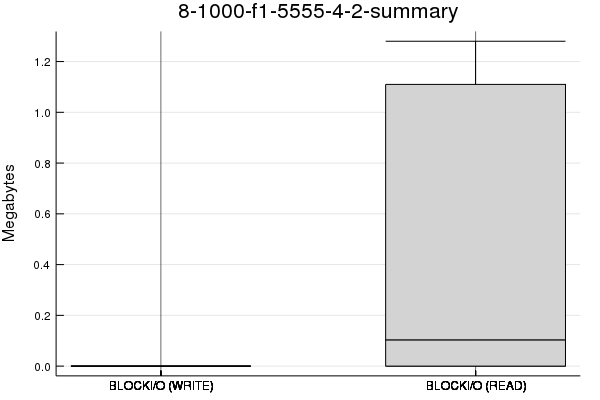 8-1000-f1-5555-4-2-summary
Megabytes
1.2
1.0
0.8
0.6
0.4
0.2
0.0
BLOCKI/O (WRITE) BLOCKI/O (READ)